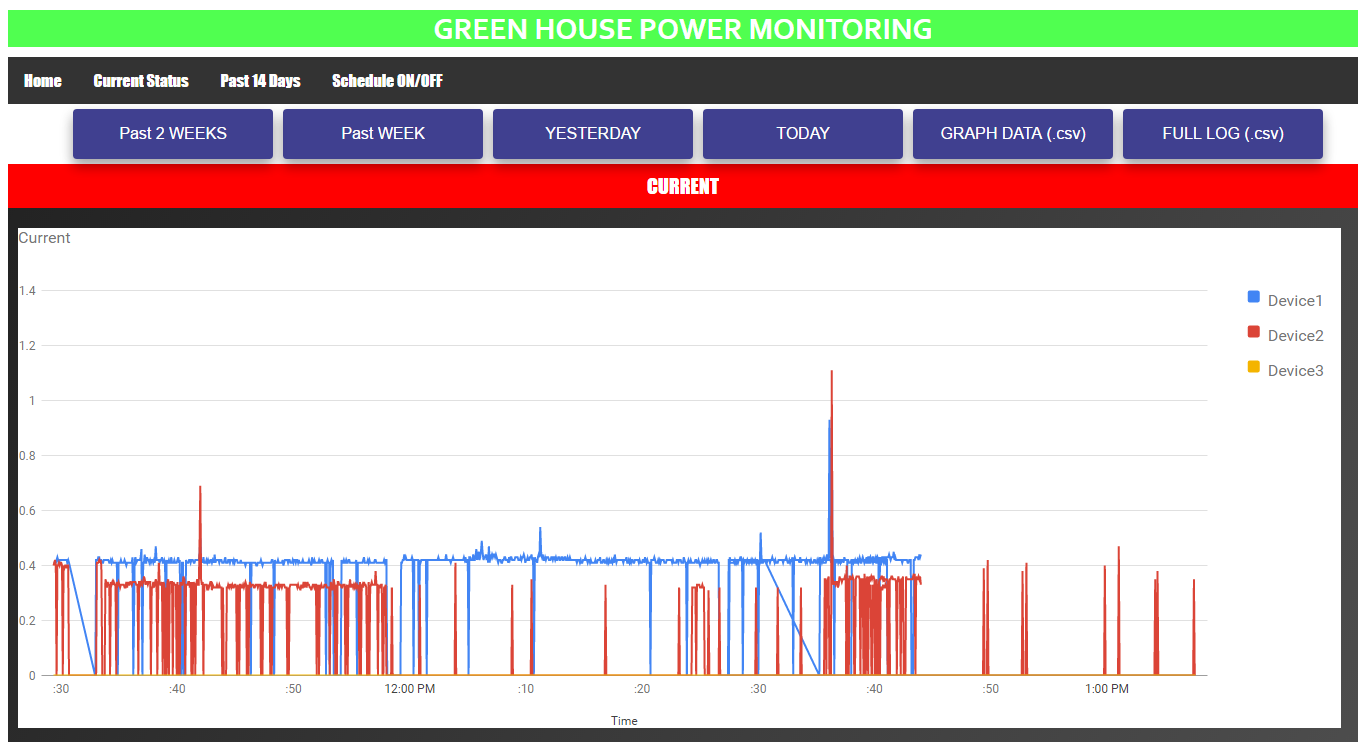 GREEN HOUSE POWER MONITORING
Home Current Status Past 14 Days Schedule ON/OFF
Past 2 WEEKS Past WEEK YESTERDAY TODAY GRAPH DATA (.csv) FULL LOG (.csv)
CURRENT
Current
1.4
Device1
Device2
1.2
Device3
1
0.8
0.6
0.4
0.2
0
:30 :40 :50 12:00 PM :10 :20 :30 :40 :50 1:00 PM
Time